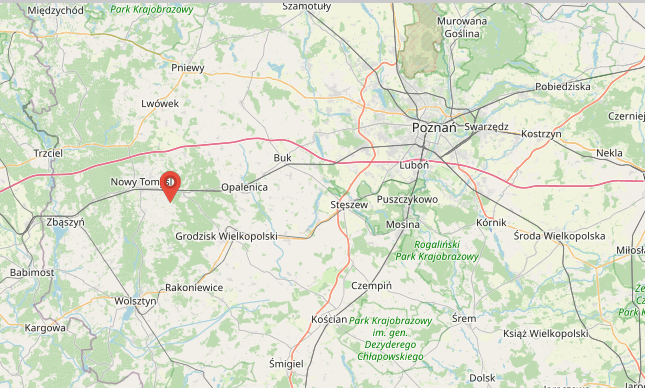 Międzychód
Park Krajobrazowy
Szamotuły
Murowana
Goślina
Pniewy
Pobiedziska
Lwówek
Poznań
Swarzędz
Kostrzyn
Trzciel
Buk
Luboń
Nekla
Nowy Tom
Opalenica
Stęszew
Puszczykowo
Zbąszyń
Mosina
Kórnik
Grodzisk Wielkopolski
Środa Wielkopolska
Rogaliński
Park Krajobrazowy
Babimost
Czempiń
Rakoniewice
Wolsztyn
Kościan
Park Krajobrazowy
im. gen.
Dezyderego
Chłapowskiego
Śrem
Kargowa
Książ Wielkopolski
Śmigiel
Dolsk